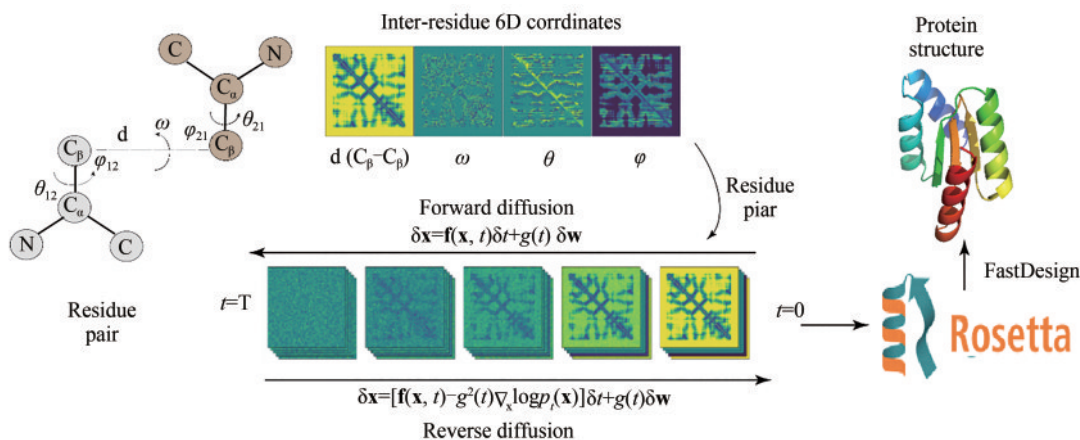 Inter-residue 6D corrdinates
Protein
structure
C
N
Cα
θ21
φ21
Cβ
ω
d
Cβ
φ12
θ12
Cα
N
C
Residue
pair
d (Cβ−Cβ)
ω
θ
φ
Residue
piar
Forward diffusion
δx=f(x, t)δt+g(t) δw
t=T
t=0
δx=[f(x, t)−g²(t)∇ₓlogpₜ(x)]δt+g(t)δw
Reverse diffusion
FastDesign
Rosetta